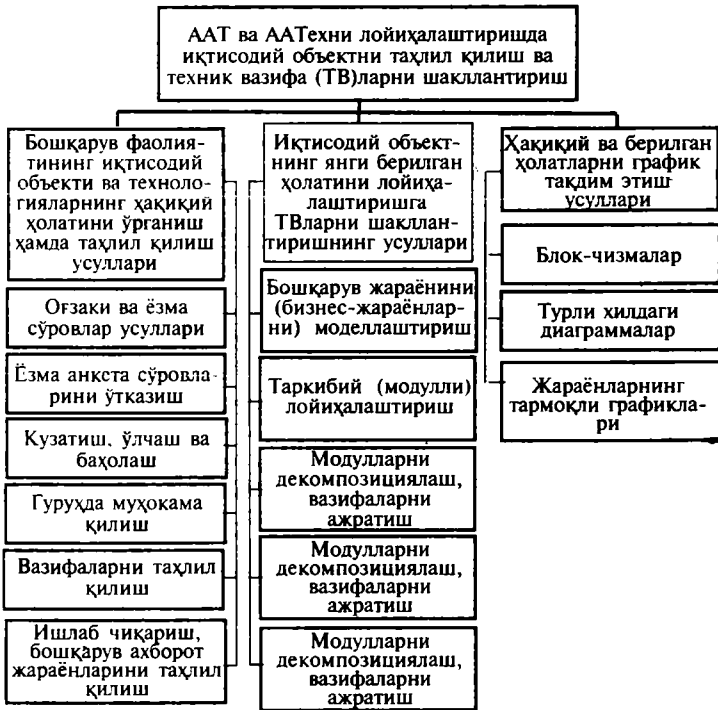 ААТ ва ААТехни лойиҳалаштиришда
иқтисодий объектни таҳлил қилиш ва
техник вазифа (ТВ)ларни шакллантириш
Бошқарув фаолия-
тининг иқтисодий
объекти ва техноло-
гияларнинг ҳақиқий
ҳолатини ўрганиш
ҳамда таҳлил қилиш
усуллари
Оғзаки ва ёзма
сўровлар усуллари
Ёзма анкста сўровла-
рини ўтказиш
Кузатиш, ўлчаш ва
баҳолаш
Гуруҳда муҳокама
қилиш
Вазифаларни таҳлил
қилиш
Ишлаб чиқариш,
бошқарув ахборот
жараёнларини таҳлил
қилиш
Иқтисодий объект-
нинг янги берилган
ҳолатини лойиҳа-
лаштиришга
ТВларни шакллан-
тиришнинг усуллари
Бошқарув жараёнини
(бизнес-жараёнлар-
ни) моделлаштириш
Таркибий (модулли)
лойиҳалаштириш
Модулларни
декомпозициялаш,
вазифаларни
ажратиш
Модулларни
декомпозициялаш,
вазифаларни
ажратиш
Модулларни
декомпозициялаш,
вазифаларни
ажратиш
Ҳақиқий ва берилган
ҳолатларни график
тақдим этиш
усуллари
Блок-чизмалар
Турли хилдаги
диаграммалар
Жараёнларнинг
тармоқли графикла-
ри